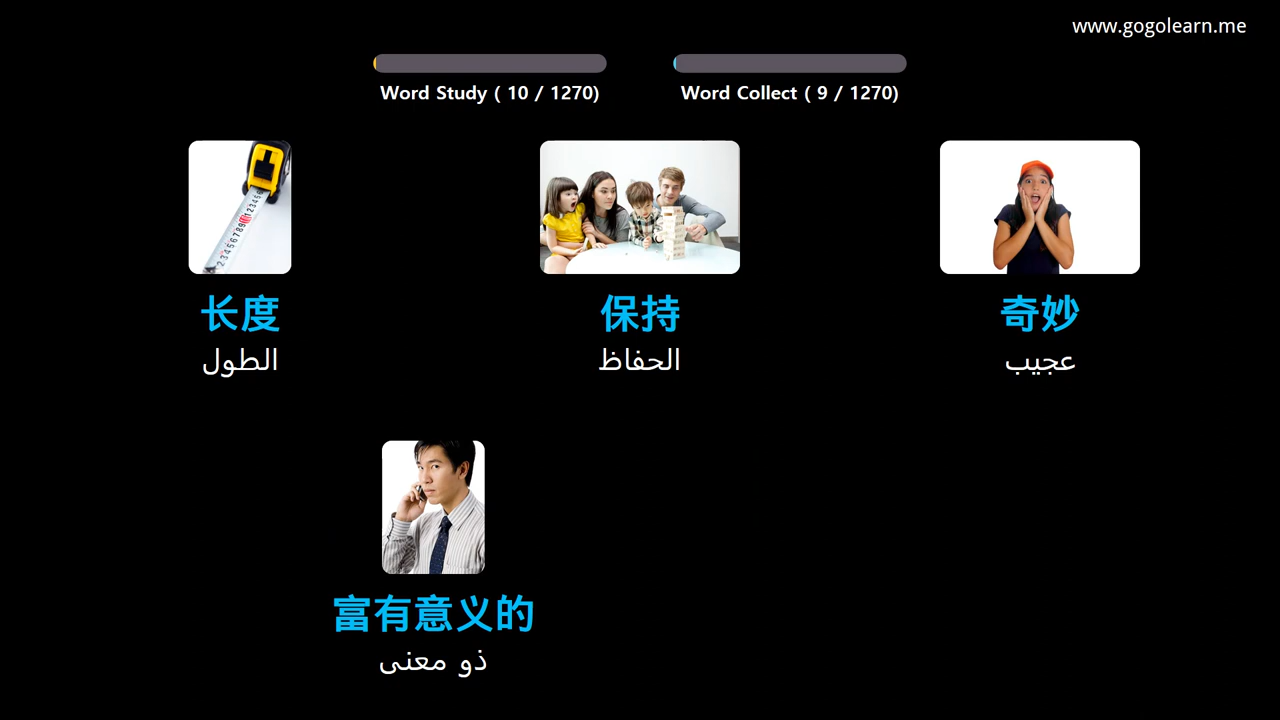 www.gogolearn.me
Word Study ( 10 / 1270)
Word Collect ( 9 / 1270)
长度
الطول
保持
الحفاظ
奇妙
عجيب
富有意义的
ذو معنى